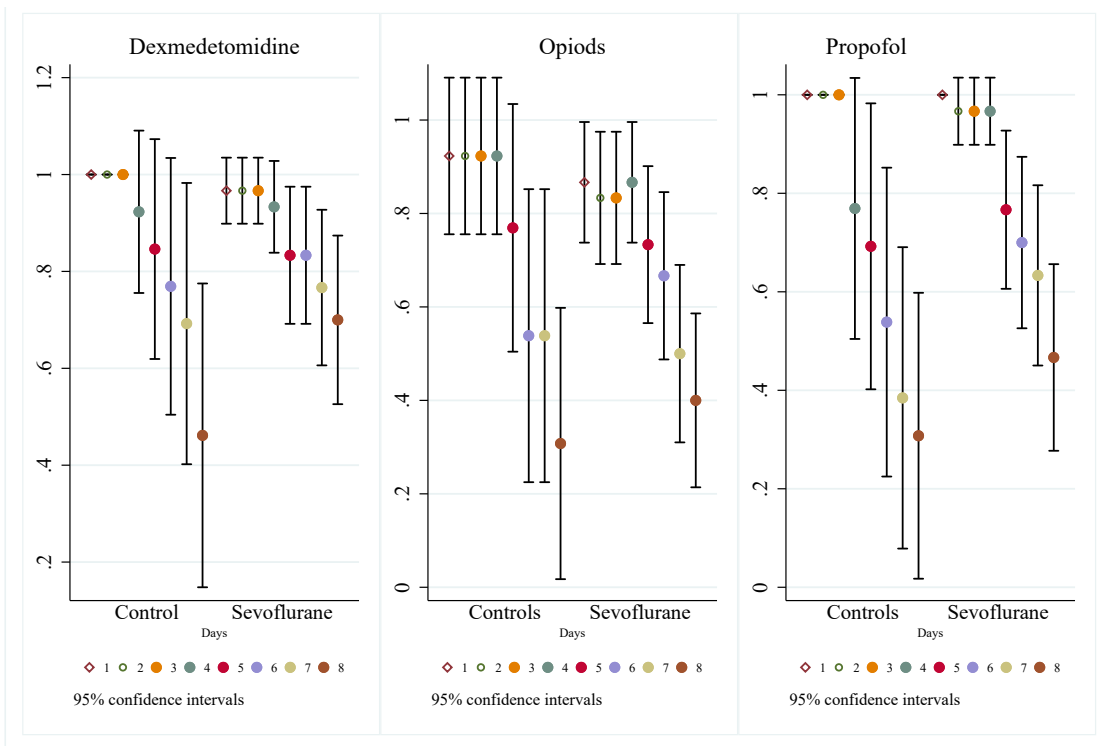 Dexmedetomidine
1.2
1
.8
.6
.4
.2
Control Sevoflurane
Days
1 2 3 4 5 6 7 8
95% confidence intervals
Opiods
1
.8
.6
.4
.2
0
Controls Sevoflurane
Days
1 2 3 4 5 6 7 8
95% confidence intervals
Propofol
1
.8
.6
.4
.2
0
Controls Sevoflurane
Days
1 2 3 4 5 6 7 8
95% confidence intervals